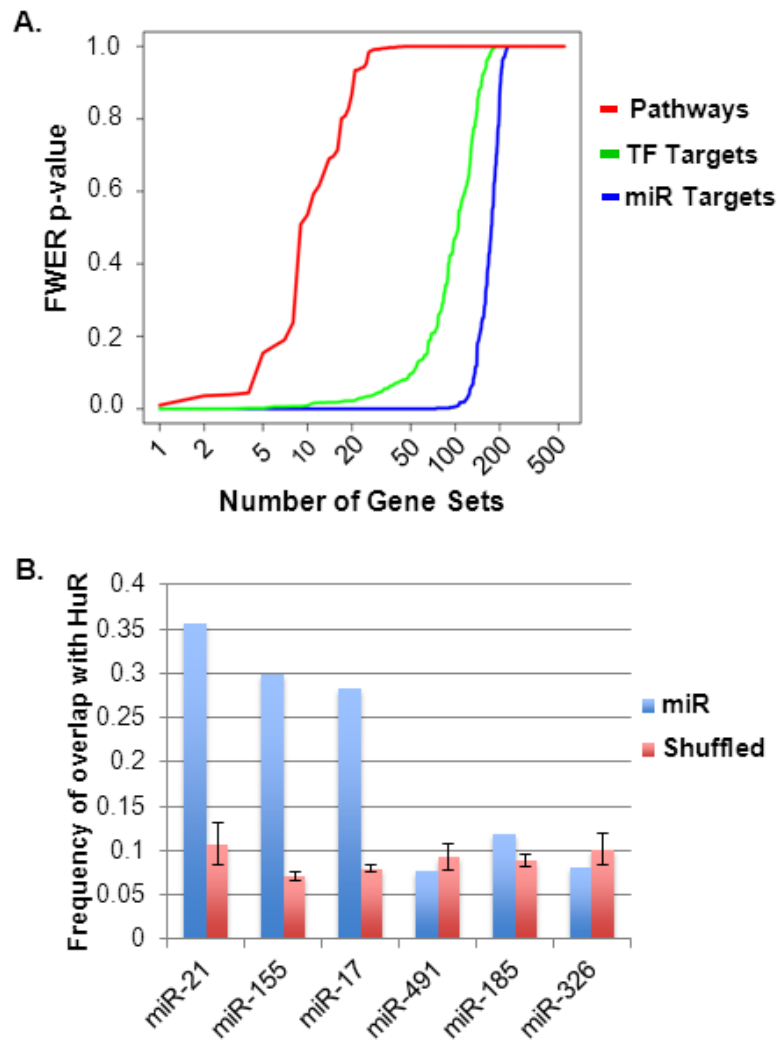 A.
FWER p-value
1.0
0.8
0.6
0.4
0.2
0.0
1 2 5 10 20 50 100 200 500
Number of Gene Sets
Pathways
TF Targets
miR Targets
B.
Frequency of overlap with HuR
0.4
0.35
0.3
0.25
0.2
0.15
0.1
0.05
0
miR-21 miR-155 miR-17 miR-491 miR-185 miR-326
miR
Shuffled